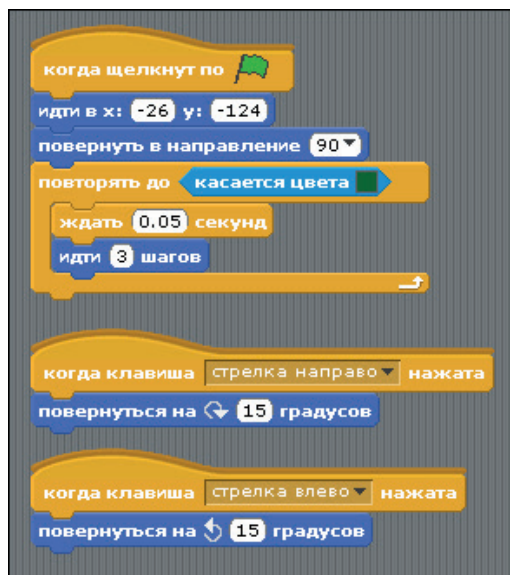 когда щелкнут по
идти в x: -26 y: -124
повернуть в направление 90
повторять до касается цвета
ждать 0.05 секунд
идти 3 шагов
когда клавиша стрелка направо нажата
повернуться на 15 градусов
когда клавиша стрелка влево нажата
повернуться на 15 градусов